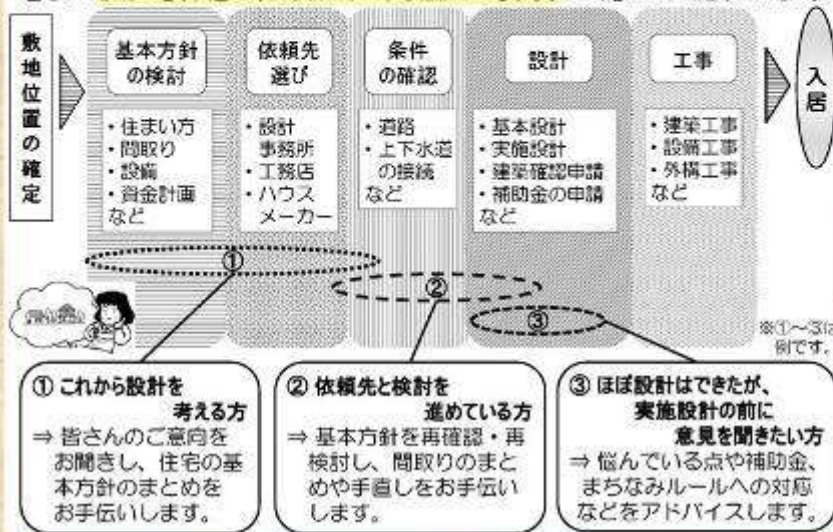 敷地位置の確定
基本方針
の検討
・住まい方
・間取り
・設備
・資金計画
など
依頼先
選び
・設計
事務所
・工務店
・ハウス
メーカー
条件
の確認
・道路
・上下水道
の接続
など
設計
・基本設計
・実施設計
・建築確認申請
・補助金の申請
など
工事
・建築工事
・設備工事
・外構工事
など
入居
①
②
③
※①～③は
例です。
① これから設計を
考える方
⇒ 皆さんのご意向を
お聞きし、住宅の基
本方針のまとめを
お手伝いします。
② 依頼先と検討を
進めている方
⇒ 基本方針を再確認・再
検討し、間取りのまと
めや手直しをお手伝い
します。
③ ほぼ設計はできたが、
実施設計の前に
意見を聞きたい方
⇒ 悩んでいる点や補助金、
まちなみルールへの対応
などをアドバイスします。